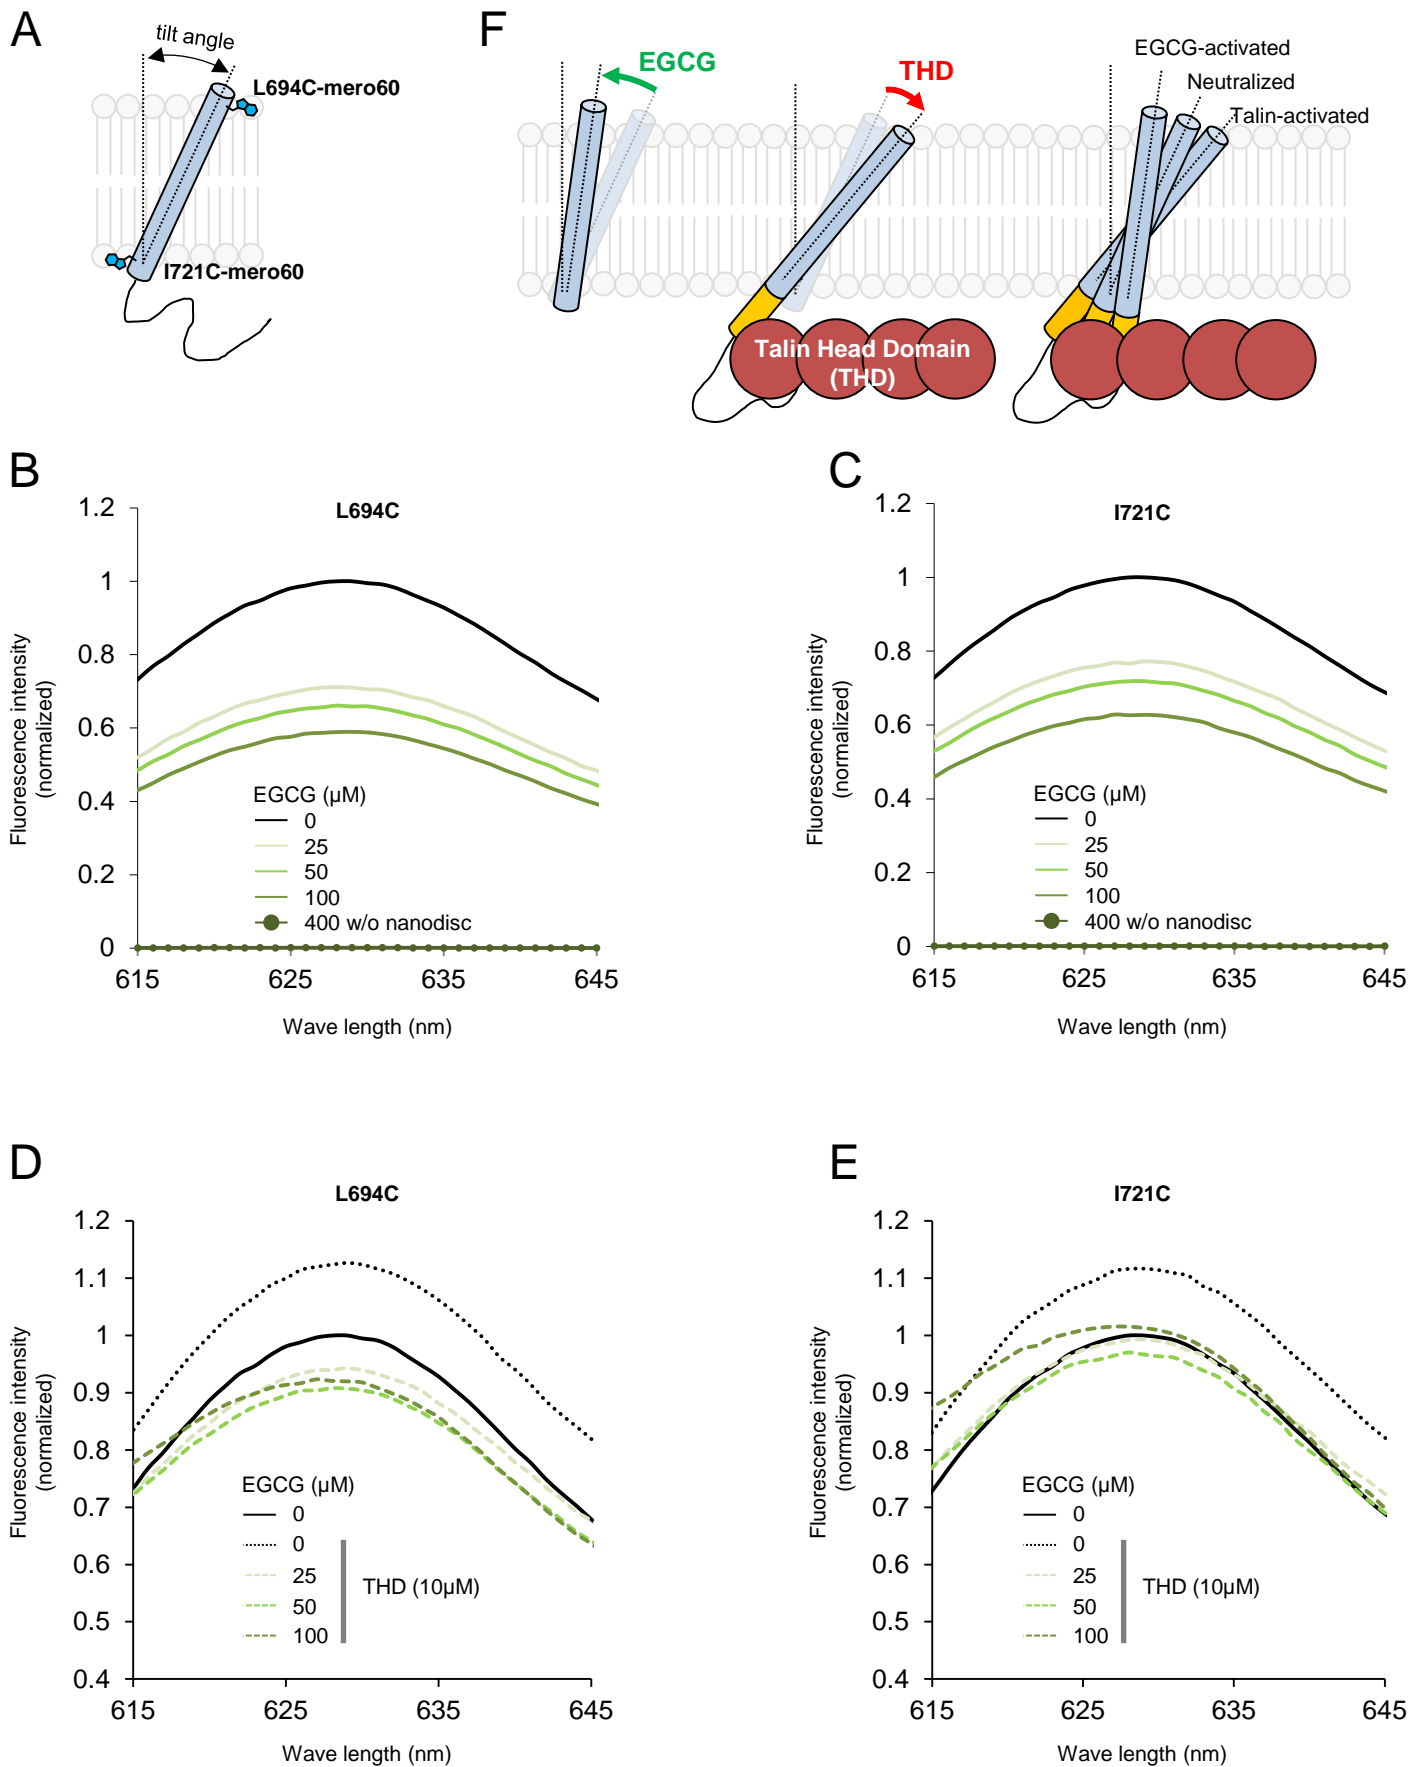 A
tilt angle
L694C-mero60
I721C-mero60
F
EGCG
THD
EGCG-activated
Neutralized
Talin-activated
Talin Head Domain
(THD)
B
L694C
1.2
1
0.8
0.6
0.4
0.2
0
Fluorescence intensity
(normalized)
EGCG (µM)
0
25
50
100
400 w/o nanodisc
615
625
635
645
Wave length (nm)
C
I721C
1.2
1
0.8
0.6
0.4
0.2
0
Fluorescence intensity
(normalized)
EGCG (µM)
0
25
50
100
400 w/o nanodisc
615
625
635
645
Wave length (nm)
D
L694C
1.2
1.1
1
0.9
0.8
0.7
0.6
0.5
0.4
Fluorescence intensity
(normalized)
EGCG (µM)
0
0
25
50
100
THD (10µM)
615
625
635
645
Wave length (nm)
E
I721C
1.2
1.1
1
0.9
0.8
0.7
0.6
0.5
0.4
Fluorescence intensity
(normalized)
EGCG (µM)
0
0
25
50
100
THD (10µM)
615
625
635
645
Wave length (nm)